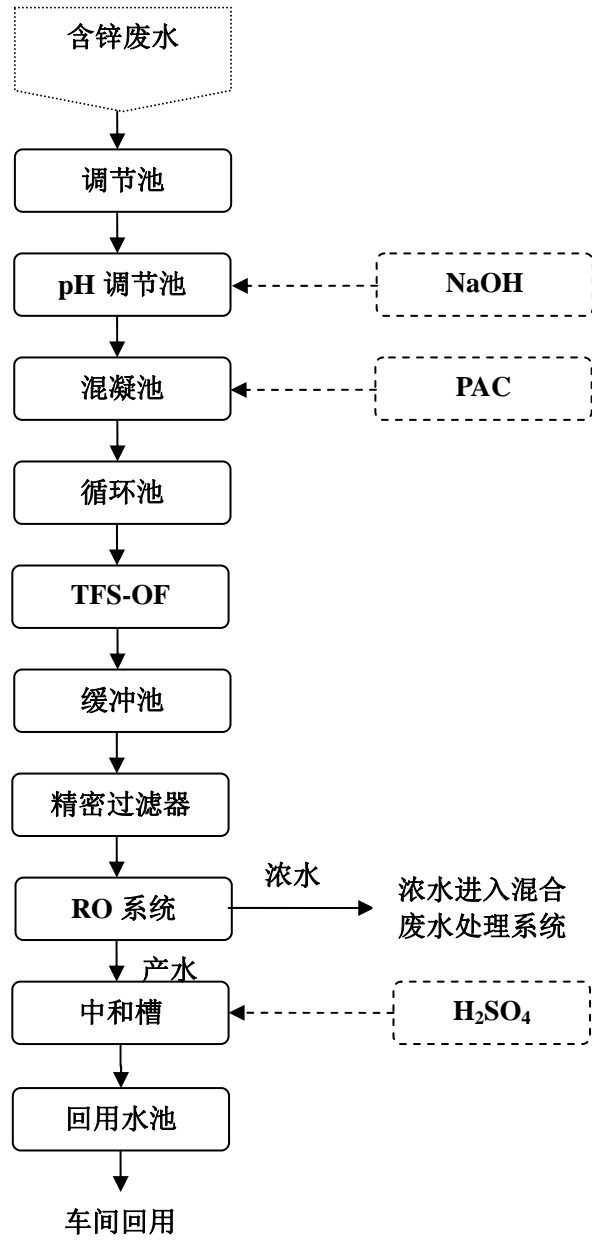 含锌废水
调节池
pH 调节池
NaOH
混凝池
PAC
循环池
TFS-OF
缓冲池
精密过滤器
浓水
RO 系统
浓水进入混合
废水处理系统
产水
中和槽
H₂SO₄
回用水池
车间回用